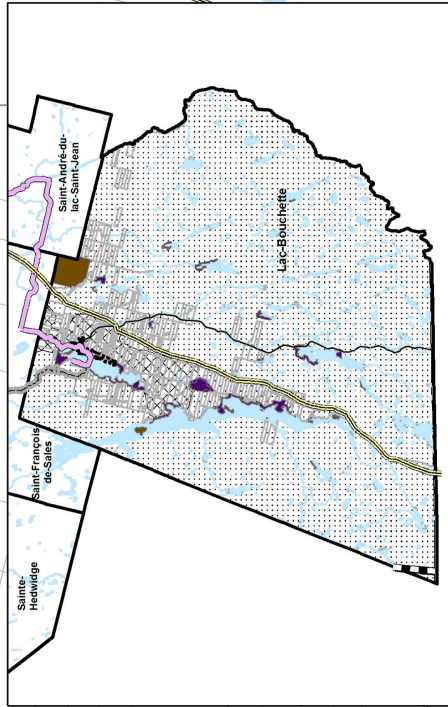 Saint-André-du-
lac-Saint-Jean
Lac-Bouchette
Saint-François
de-Sales
Sainte-
Hedwidge